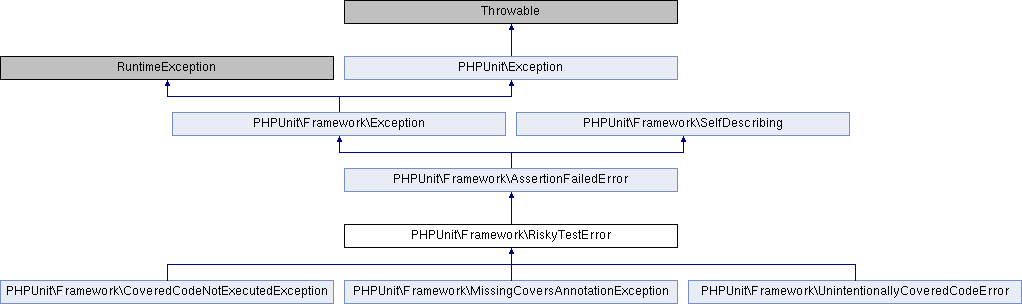 Throwable
RuntimeException
PHPUnit\Exception
PHPUnit\Framework\Exception
PHPUnit\Framework\SelfDescribing
PHPUnit\Framework\AssertionFailedError
PHPUnit\Framework\RiskyTestError
PHPUnit\Framework\CoveredCodeNotExecutedException
PHPUnit\Framework\MissingCoversAnnotationException
PHPUnit\Framework\UnintentionallyCoveredCodeError